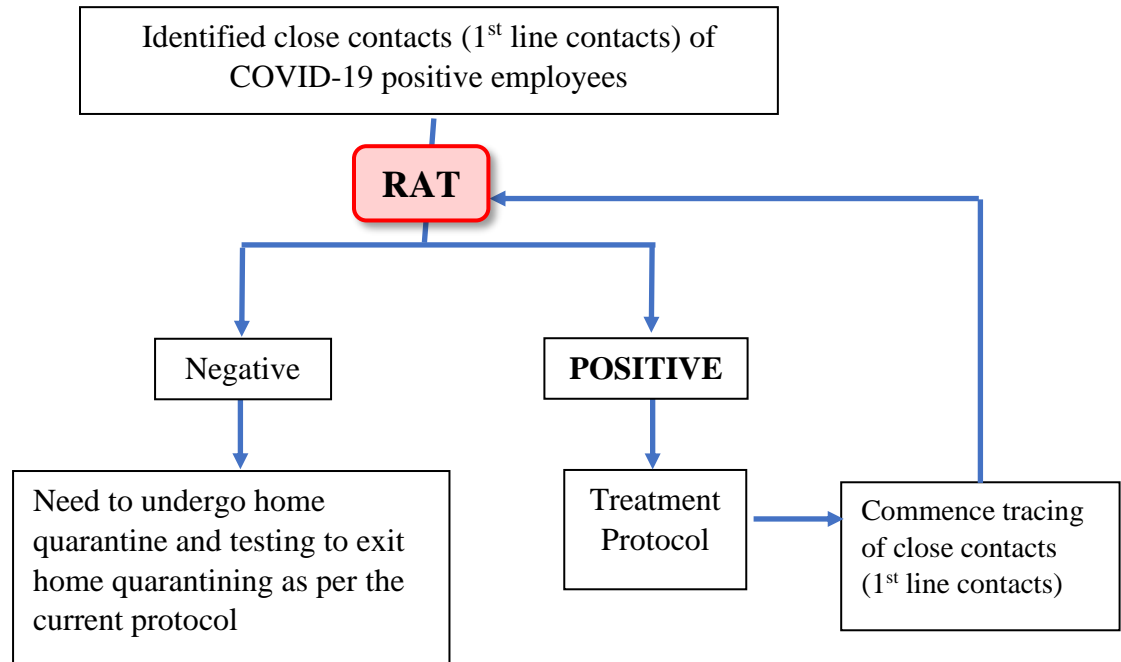 Identified close contacts (1st line contacts) of
COVID-19 positive employees
RAT
Negative
POSITIVE
Need to undergo home
quarantine and testing to exit
home quarantining as per the
current protocol
Treatment
Protocol
Commence tracing
of close contacts
(1st line contacts)